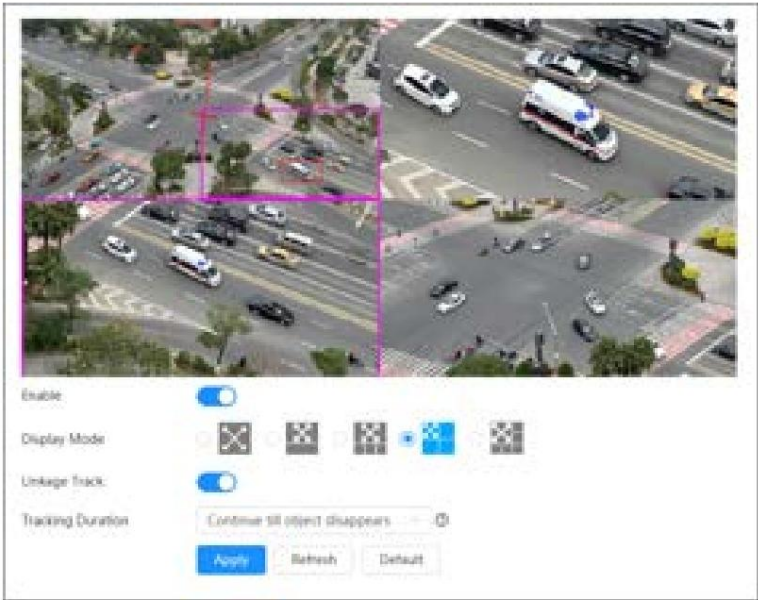 Enable
Display Mode
Linkage Track
Tracking Duration Continue till object disappears
Apply Refresh Default